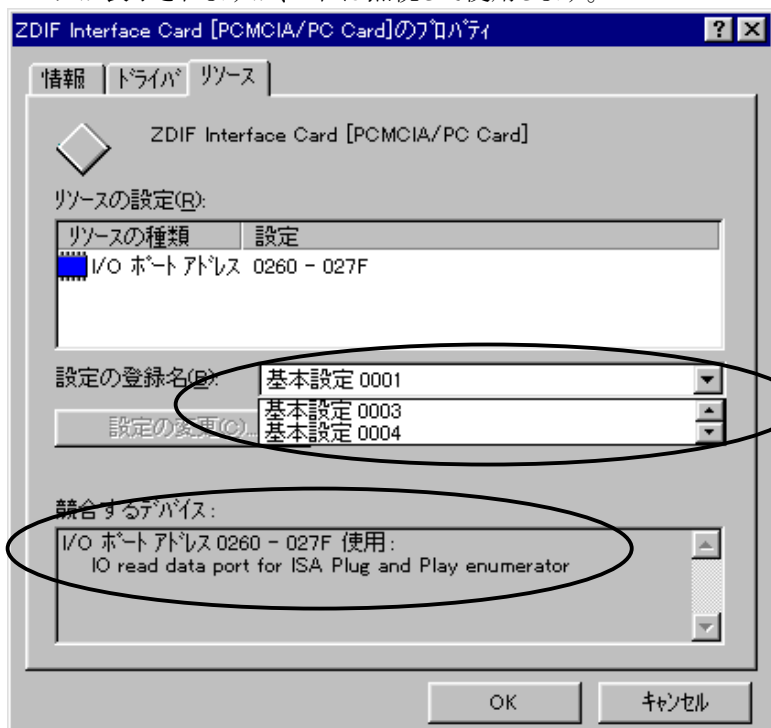 ZDIF Interface Card [PCMCIA/PC Card]のﾌﾟﾛﾊﾟﾃｨ
情報 ﾄﾞﾗｲﾊﾞ ﾘｿｰｽ
ZDIF Interface Card [PCMCIA/PC Card]
ﾘｿｰｽの設定(R):
ﾘｿｰｽの種類 設定
I/O ﾎﾟｰﾄ ｱﾄﾞﾚｽ 0260 - 027F
設定の登録名(B): 基本設定 0001
基本設定 0003
設定の変更(C)... 基本設定 0004
競合するﾃﾞﾊﾞｲｽ:
I/O ﾎﾟｰﾄ ｱﾄﾞﾚｽ 0260 - 027F 使用:
IO read data port for ISA Plug and Play enumerator
OK ｷｬﾝｾﾙ